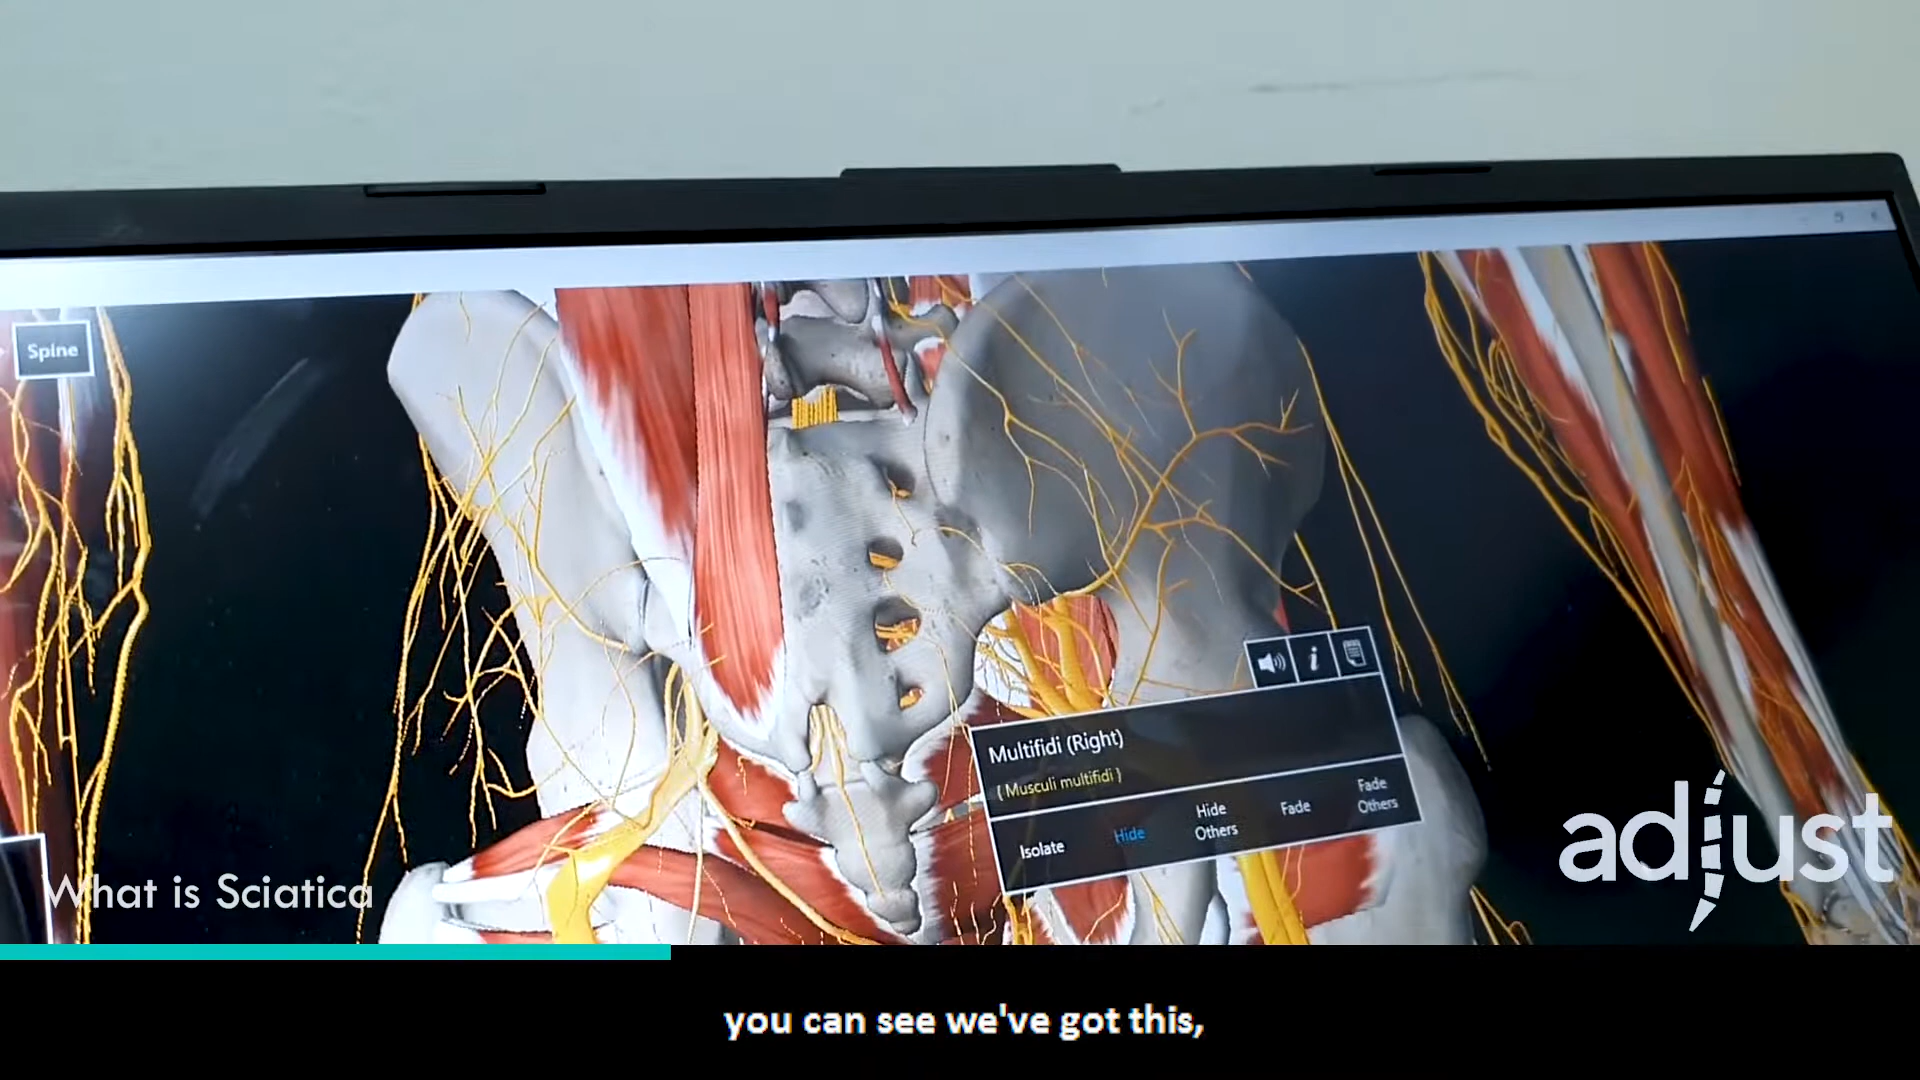 Spine
Multifidi (Right)
( Musculi multifidi )
Isolate
Hide
Hide
Others
Fade
Fade
Others
What is Sciatica
adjust
you can see we've got this,